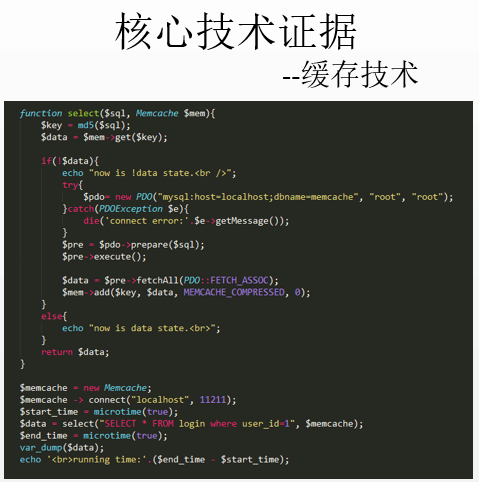 核心技术证据
--缓存技术
function select($sql, Memcache $mem){
    $key = md5($sql);
    $data = $mem->get($key);

    if(!$data){
        echo "now is !data state.<br />";
        try{
            $pdo= new PDO("mysql:host=localhost;dbname=memcache", "root", "root");
        }catch(PDOException $e){
            die('connect error:'.$e->getMessage());
        }
        $pre = $pdo->prepare($sql);
        $pre->execute();

        $data = $pre->fetchAll(PDO::FETCH_ASSOC);
        $mem->add($key, $data, MEMCACHE_COMPRESSED, 0);
    }
    else{
        echo "now is data state.<br>";
    }
    return $data;
}

$memcache = new Memcache;
$memcache -> connect("localhost", 11211);
$start_time = microtime(true);
$data = select("SELECT * FROM login where user_id=1", $memcache);
$end_time = microtime(true);
var_dump($data);
echo '<br>running time:'.($end_time - $start_time);